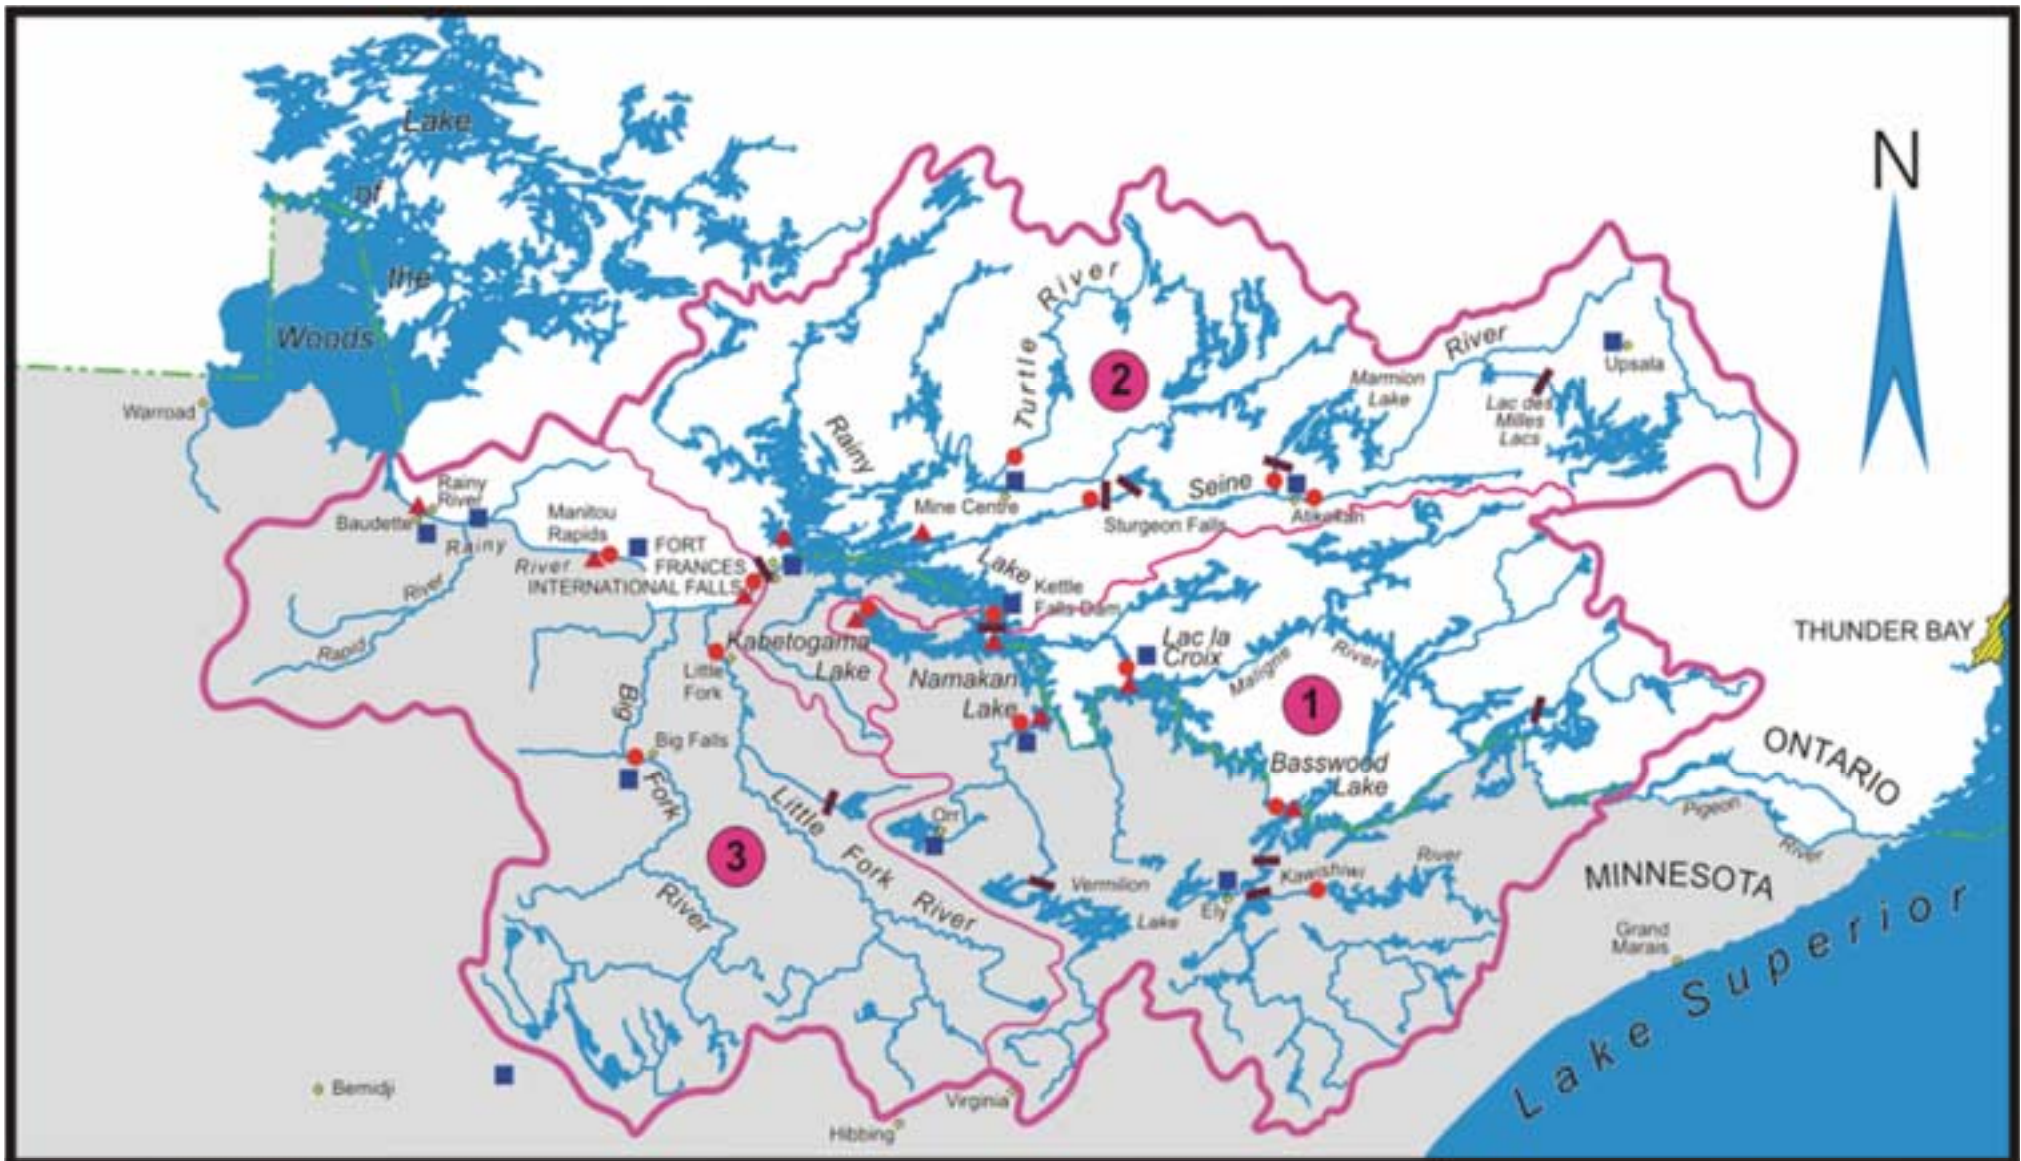 Lake
of
the
Woods
N
River
Turtle
2
River
Upsala
Marmion
Lake
Lac des
Milles
Lacs
Warroad
Rainy
Rainy
River
Baudette
Manitou
Rapids
Mine Centre
Seine
Sturgeon Falls
Atikokan
Rainy
River
FORT
FRANCES
INTERNATIONAL FALLS
Lake
Kettle
Falls Dam
River
Rapid
Kabetogama
Lake
Little
Fork
Lac la
Croix
Maligne
River
THUNDER BAY
Namakan
Lake
1
Big
Fork
River
Big Falls
Basswood
Lake
ONTARIO
Pigeon
River
Little
Fork
River
3
Orr
Vermilion
Lake
Ely
Kawishiwi
River
MINNESOTA
Grand
Marais
Lake Superior
Bemidji
Virginia
Hibbing